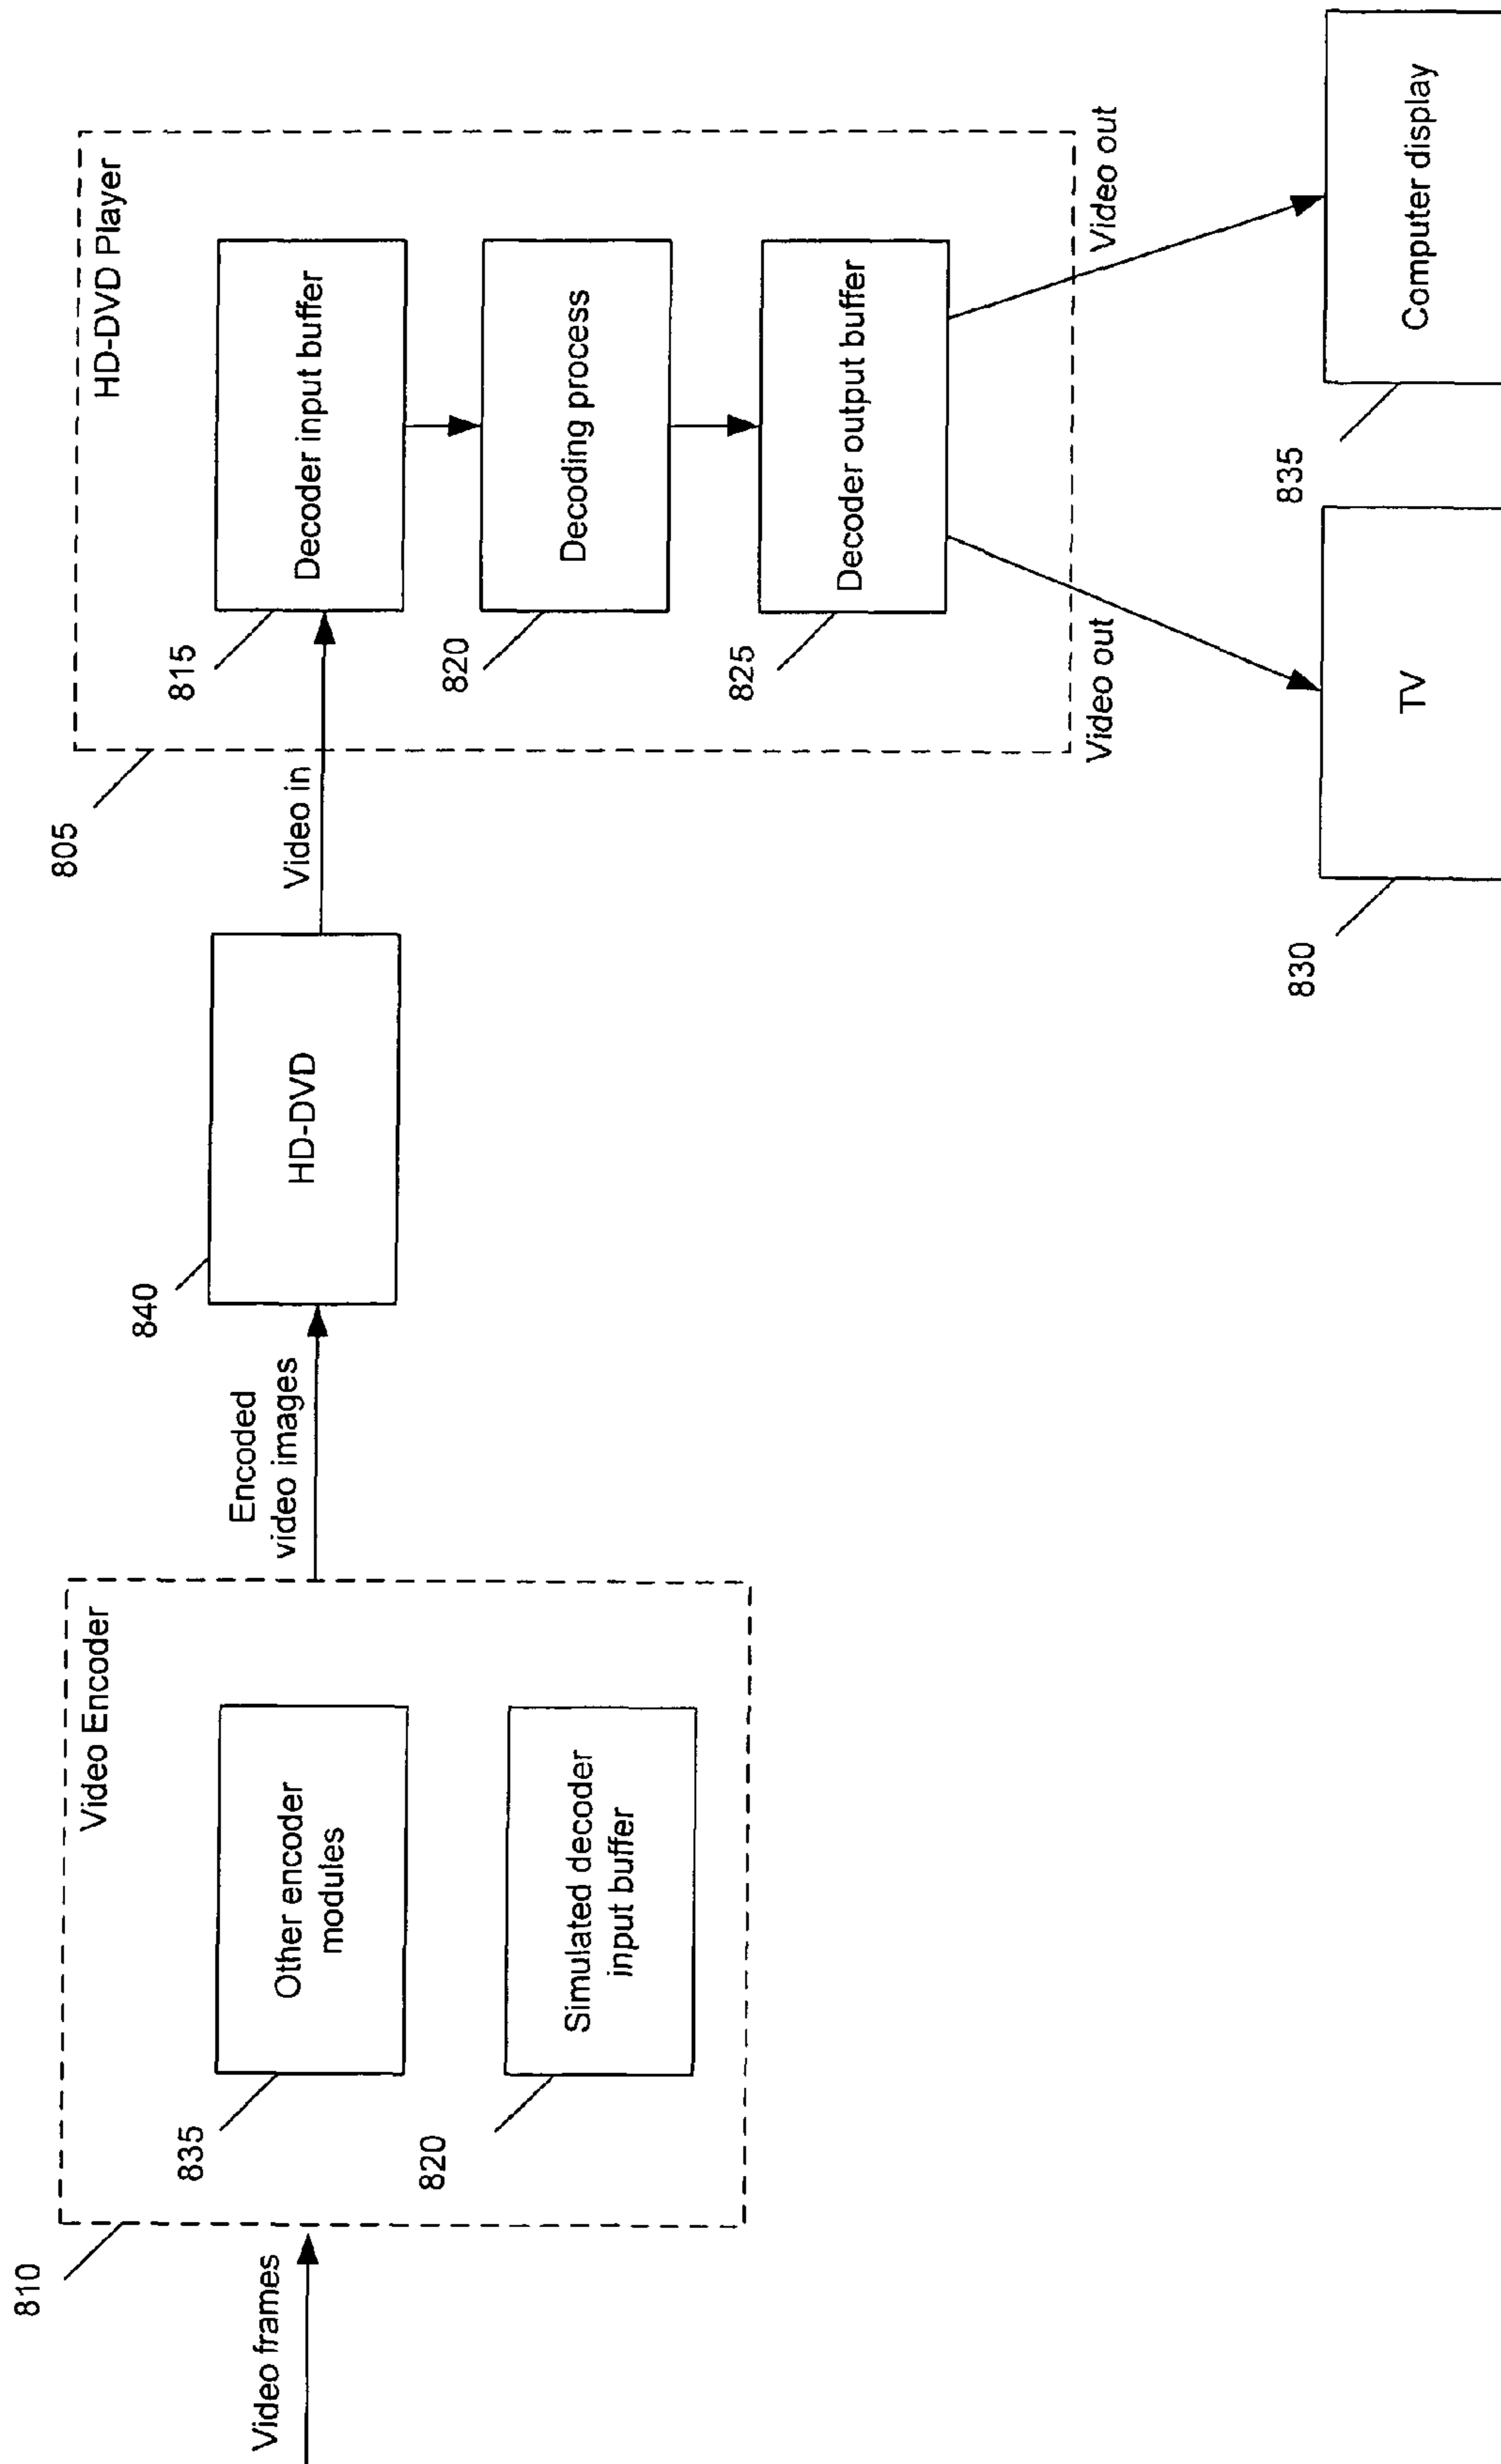 Video frames
810
Video Encoder
835
Other encoder
modules
820
Simulated decoder
input buffer
Encoded
video images
840
HD-DVD
Video in
805
HD-DVD Player
815
Decoder input buffer
820
Decoding process
825
Decoder output buffer
Video out
Video out
830
TV
835
Computer display